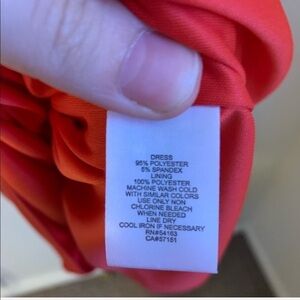 DRESS
95% POLYESTER
5% SPANDEX
LINING
100% POLYESTER
MACHINE WASH COLD
WITH SIMILAR COLORS
USE ONLY NON
CHLORINE BLEACH
WHEN NEEDED
LINE DRY
COOL IRON IF NECESSARY
RN#54163
CA#57151